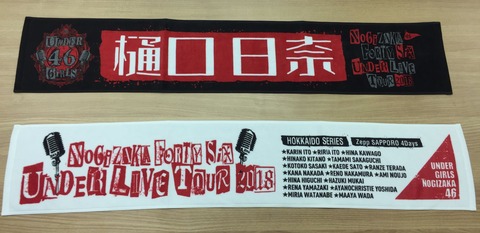 UNDER
46
GIRLS
樋口日奈
NOGIZAKA
FORTY SIX
UNDER LIVE
TOUR 2018
NOGIZAKA FORTY SIX
UNDER LIVE TOUR 2018
HOKKAIDO SERIES Zepp SAPPORO 4Days
★KARIN ITO ★RIRIA ITO ★HINA KAWAGO
★HINAKO KITANO ★TAMAMI SAKAGUCHI
★KOTOKO SASAKI ★KAEDE SATO ★RANZE TERADA
★KANA NAKADA ★RENO NAKAMURA ★AMI NOUJO
★HINA HIGUCHI ★HAZUKI MUKAI
★RENA YAMAZAKI ★AYANOCHRISTIE YOSHIDA
★MIRIA WATANABE ★MAAYA WADA
UNDER
GIRLS
NOGIZAKA
46